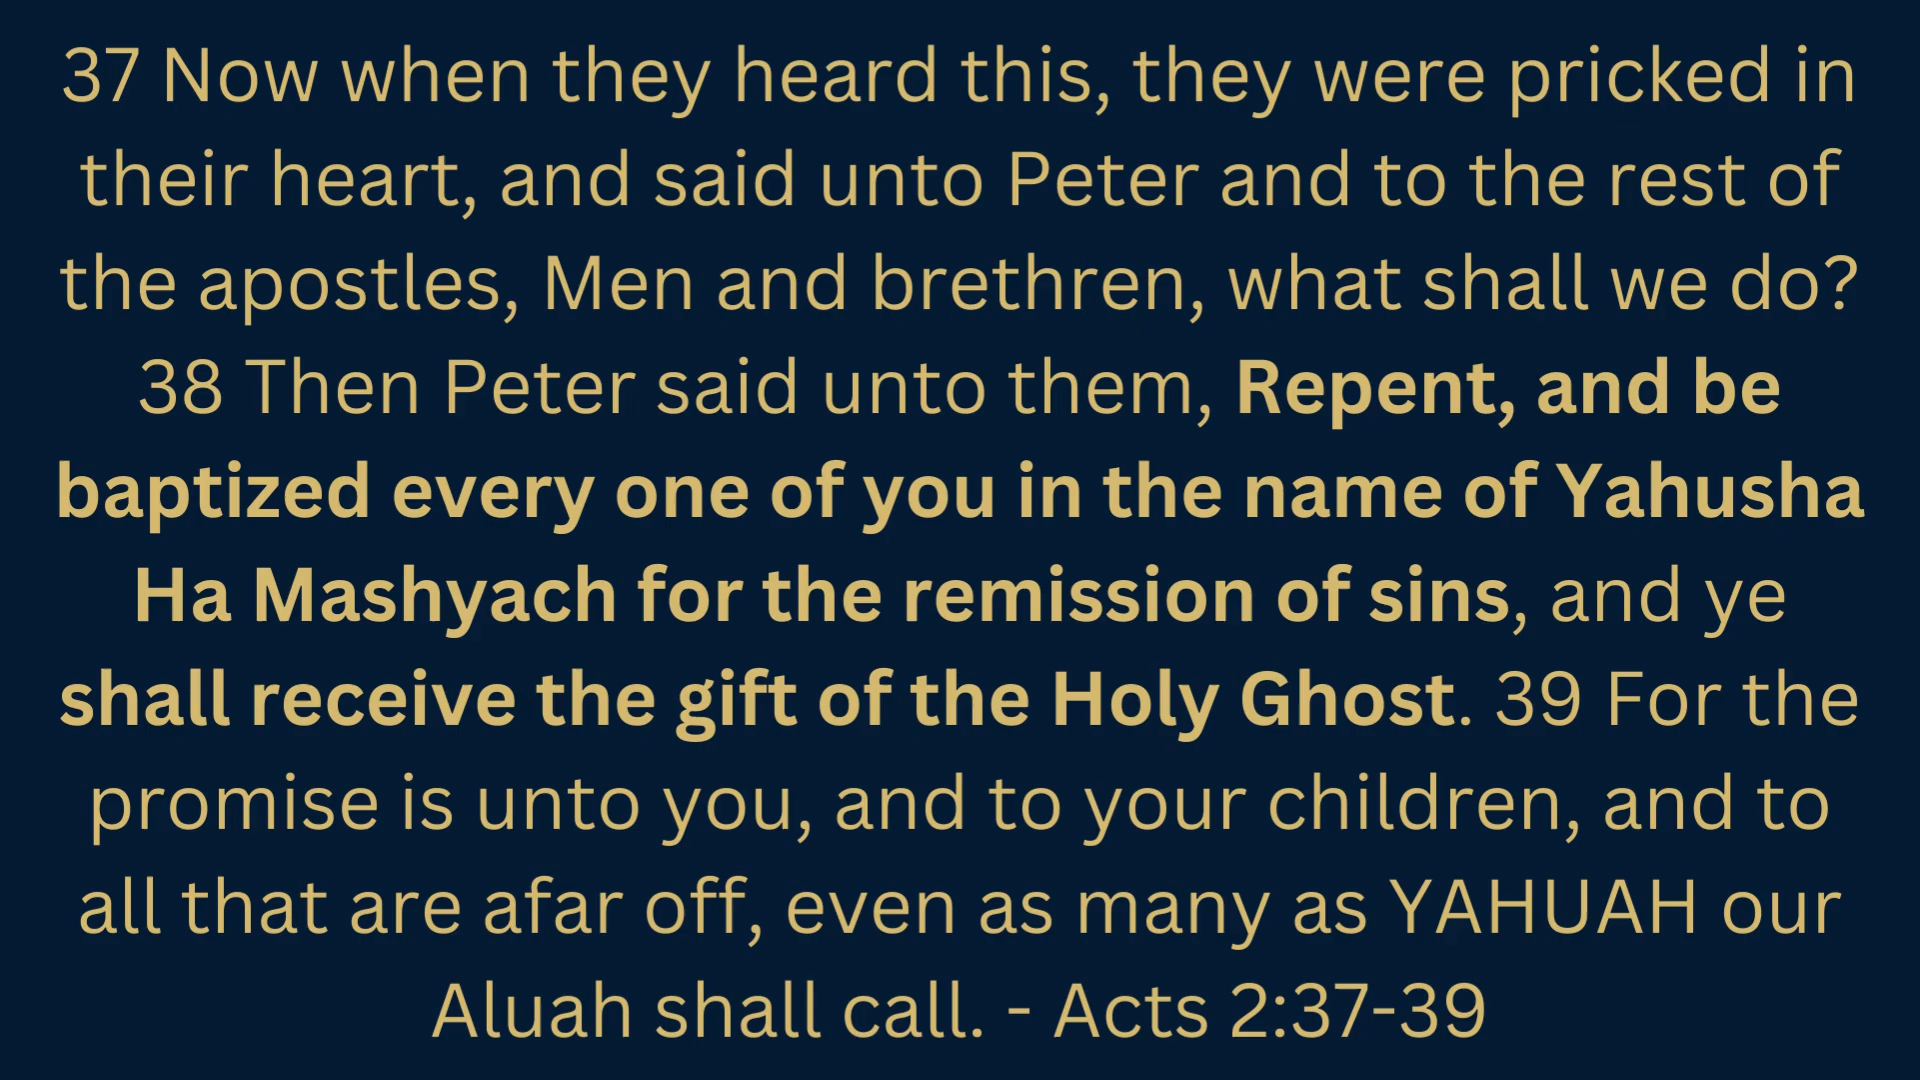 37 Now when they heard this, they were pricked in
their heart, and said unto Peter and to the rest of
the apostles, Men and brethren, what shall we do?
38 Then Peter said unto them, Repent, and be
baptized every one of you in the name of Yahusha
Ha Mashyach for the remission of sins, and ye
shall receive the gift of the Holy Ghost. 39 For the
promise is unto you, and to your children, and to
all that are afar off, even as many as YAHUAH our
Aluah shall call. - Acts 2:37-39